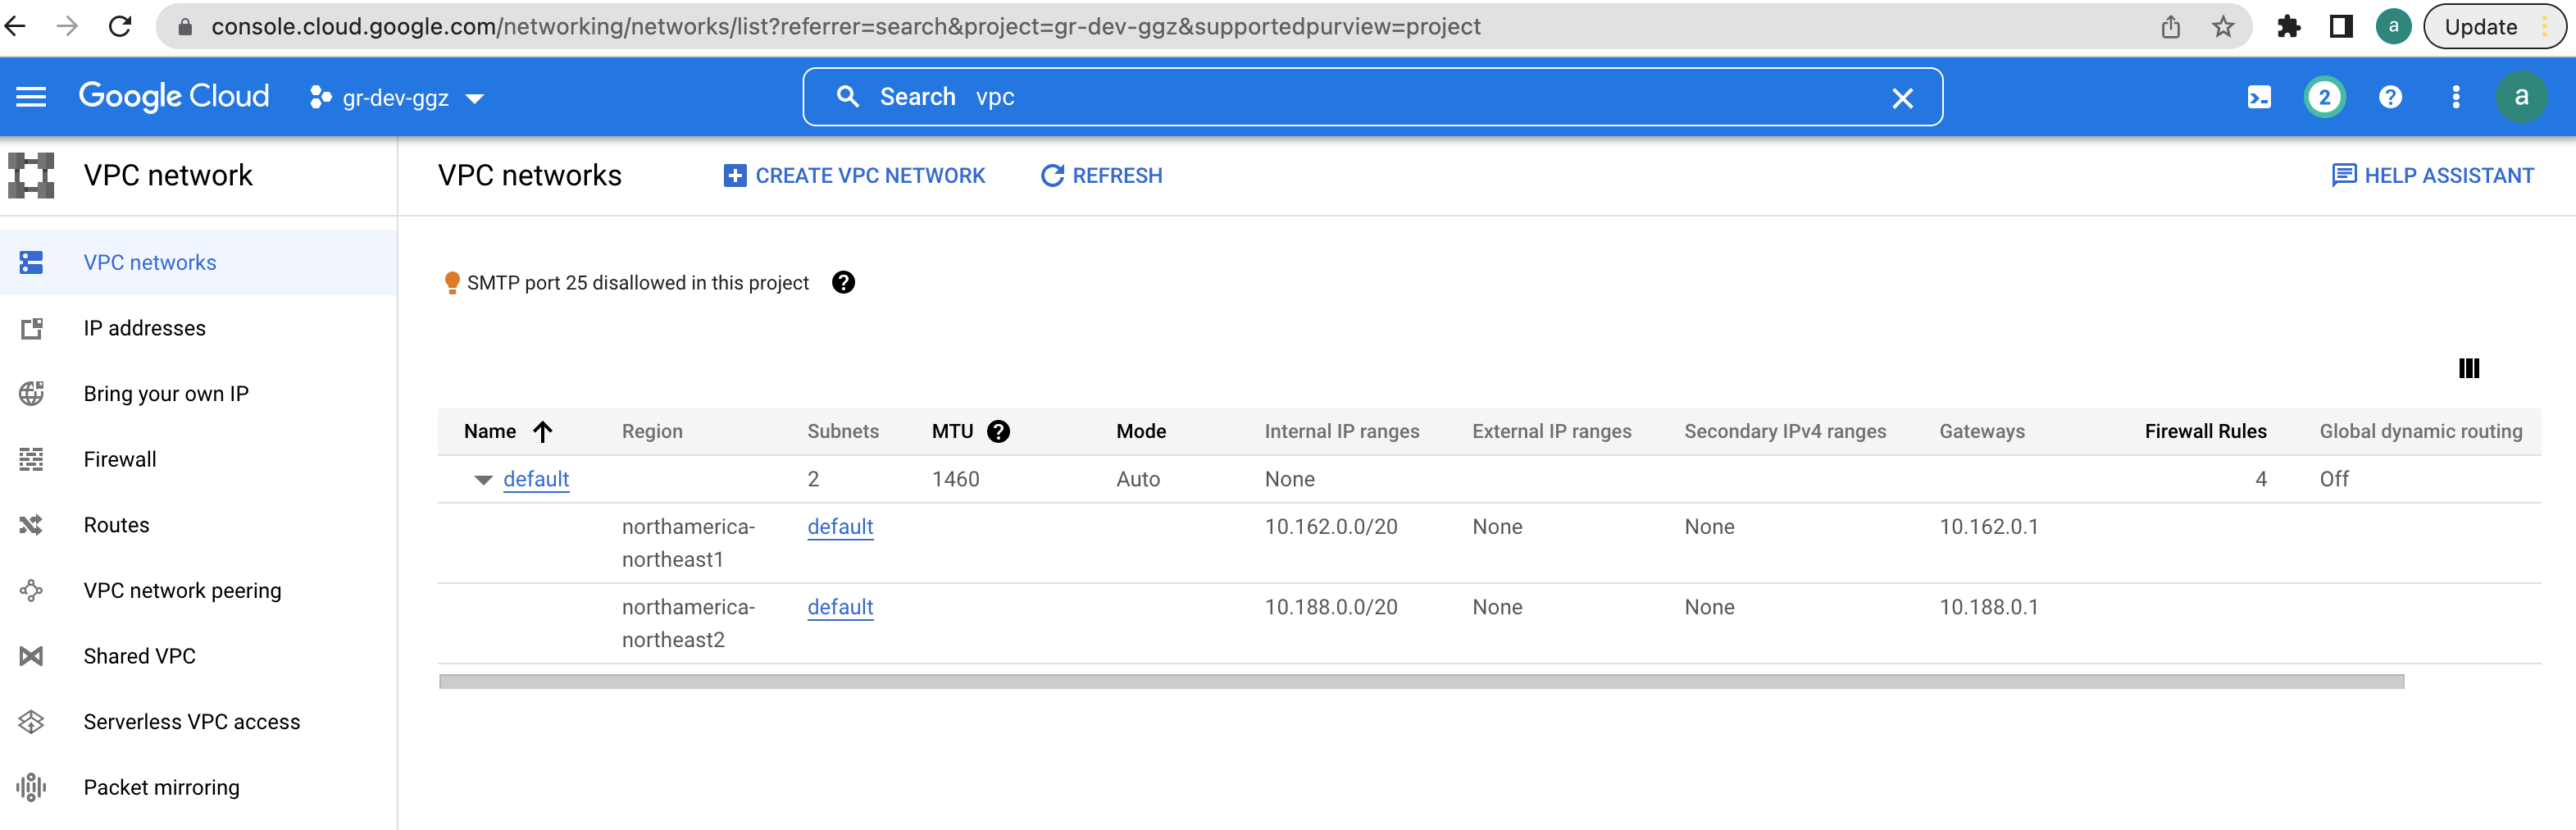 console.cloud.google.com/networking/networks/list?referrer=search&project=gr-dev-ggz&supportedpurview=project
a
Update
Google Cloud
gr-dev-ggz
Search vpc
2
a
VPC network
VPC networks
CREATE VPC NETWORK
REFRESH
HELP ASSISTANT
VPC networks
IP addresses
Bring your own IP
Firewall
Routes
VPC network peering
Shared VPC
Serverless VPC access
Packet mirroring
SMTP port 25 disallowed in this project
Name Region Subnets MTU Mode Internal IP ranges External IP ranges Secondary IPv4 ranges Gateways Firewall Rules Global dynamic routing
default 2 1460 Auto None 4 Off
northamerica- default 10.162.0.0/20 None None 10.162.0.1
northeast1
northamerica- default 10.188.0.0/20 None None 10.188.0.1
northeast2